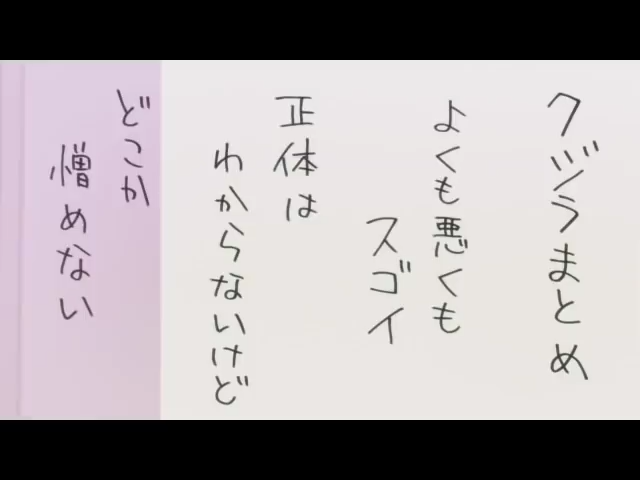 クジラまとめ
よくも悪くも
スゴイ
正体は
わからないけど
どこか
憎めない